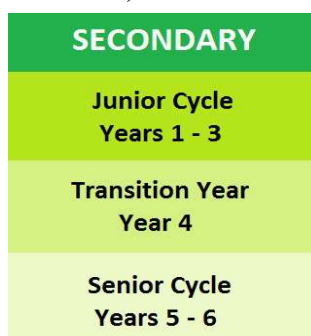 SECONDARY
Junior Cycle
Years 1 - 3
Transition Year
Year 4
Senior Cycle
Years 5 - 6